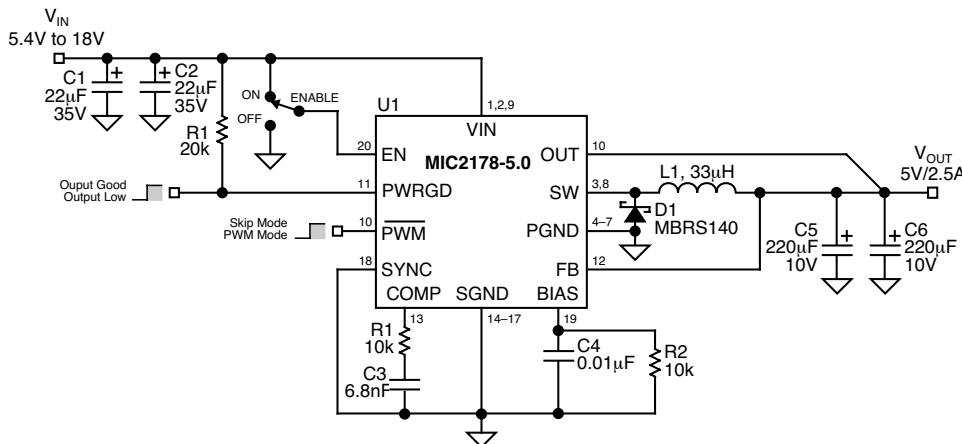 VIN
5.4V to 18V
C1
22µF
35V
C2
22µF
35V
R1
20k
ON
OFF
ENABLE
U1
1,2,9
VIN
MIC2178-5.0
20
EN
OUT
10
11
PWRGD
SW
3,8
L1, 33µH
VOUT
5V/2.5A
Ouput Good
Output Low
D1
MBRS140
Skip Mode
PWM Mode
10
PWM
PGND
4–7
C5
220µF
10V
C6
220µF
10V
18
SYNC
FB
12
COMP
SGND
BIAS
13
14–17
19
R1
10k
C3
6.8nF
C4
0.01µF
R2
10k